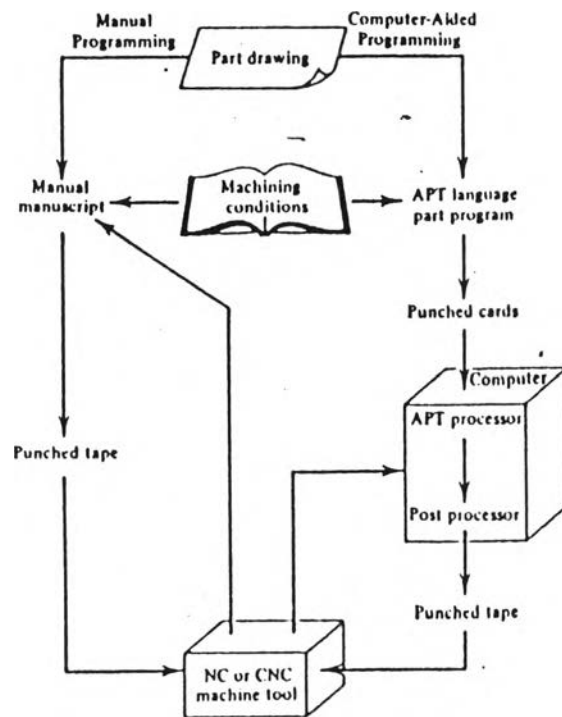 Manual
Programming
Computer-Aided
Programming
Part drawing
Manual
manuscript
Machining
conditions
APT language
part program
Punched cards
Computer
APT processor
Post processor
Punched tape
Punched tape
NC or CNC
machine tool